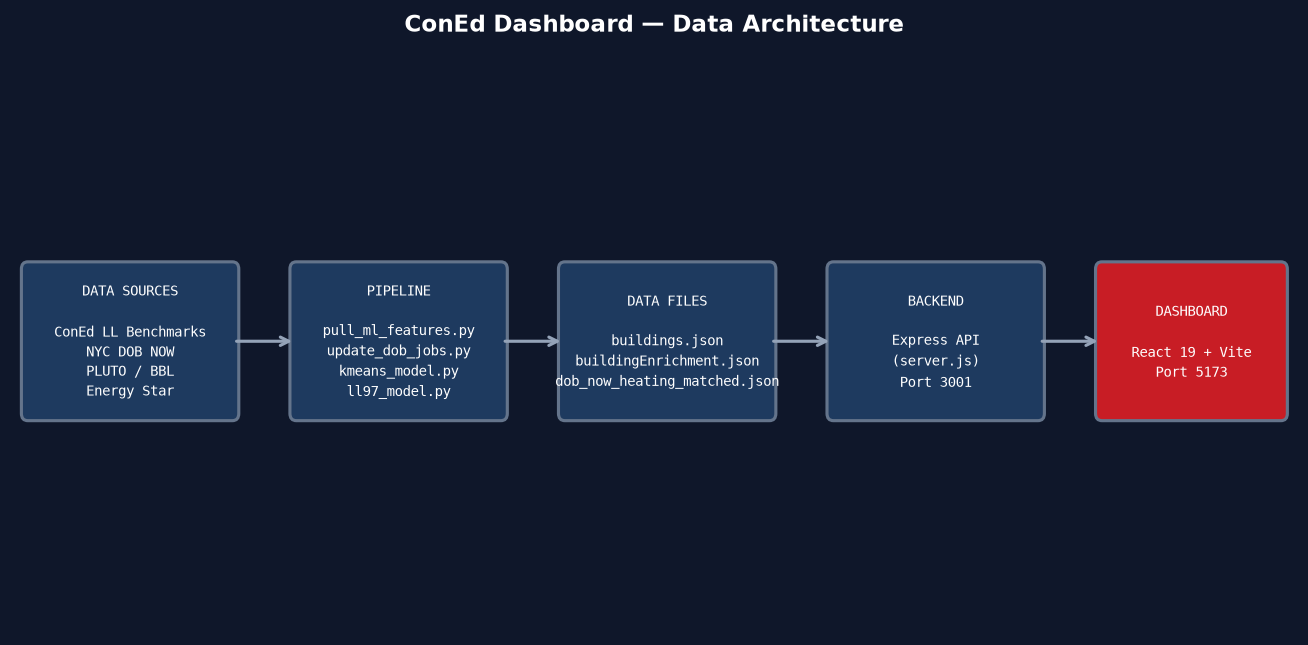 ConEd Dashboard — Data Architecture
DATA SOURCES
ConEd LL Benchmarks
NYC DOB NOW
PLUTO / BBL
Energy Star
PIPELINE
pull_ml_features.py
update_dob_jobs.py
kmeans_model.py
ll97_model.py
DATA FILES
buildings.json
buildingEnrichment.json
dob_now_heating_matched.json
BACKEND
Express API
(server.js)
Port 3001
DASHBOARD
React 19 + Vite
Port 5173